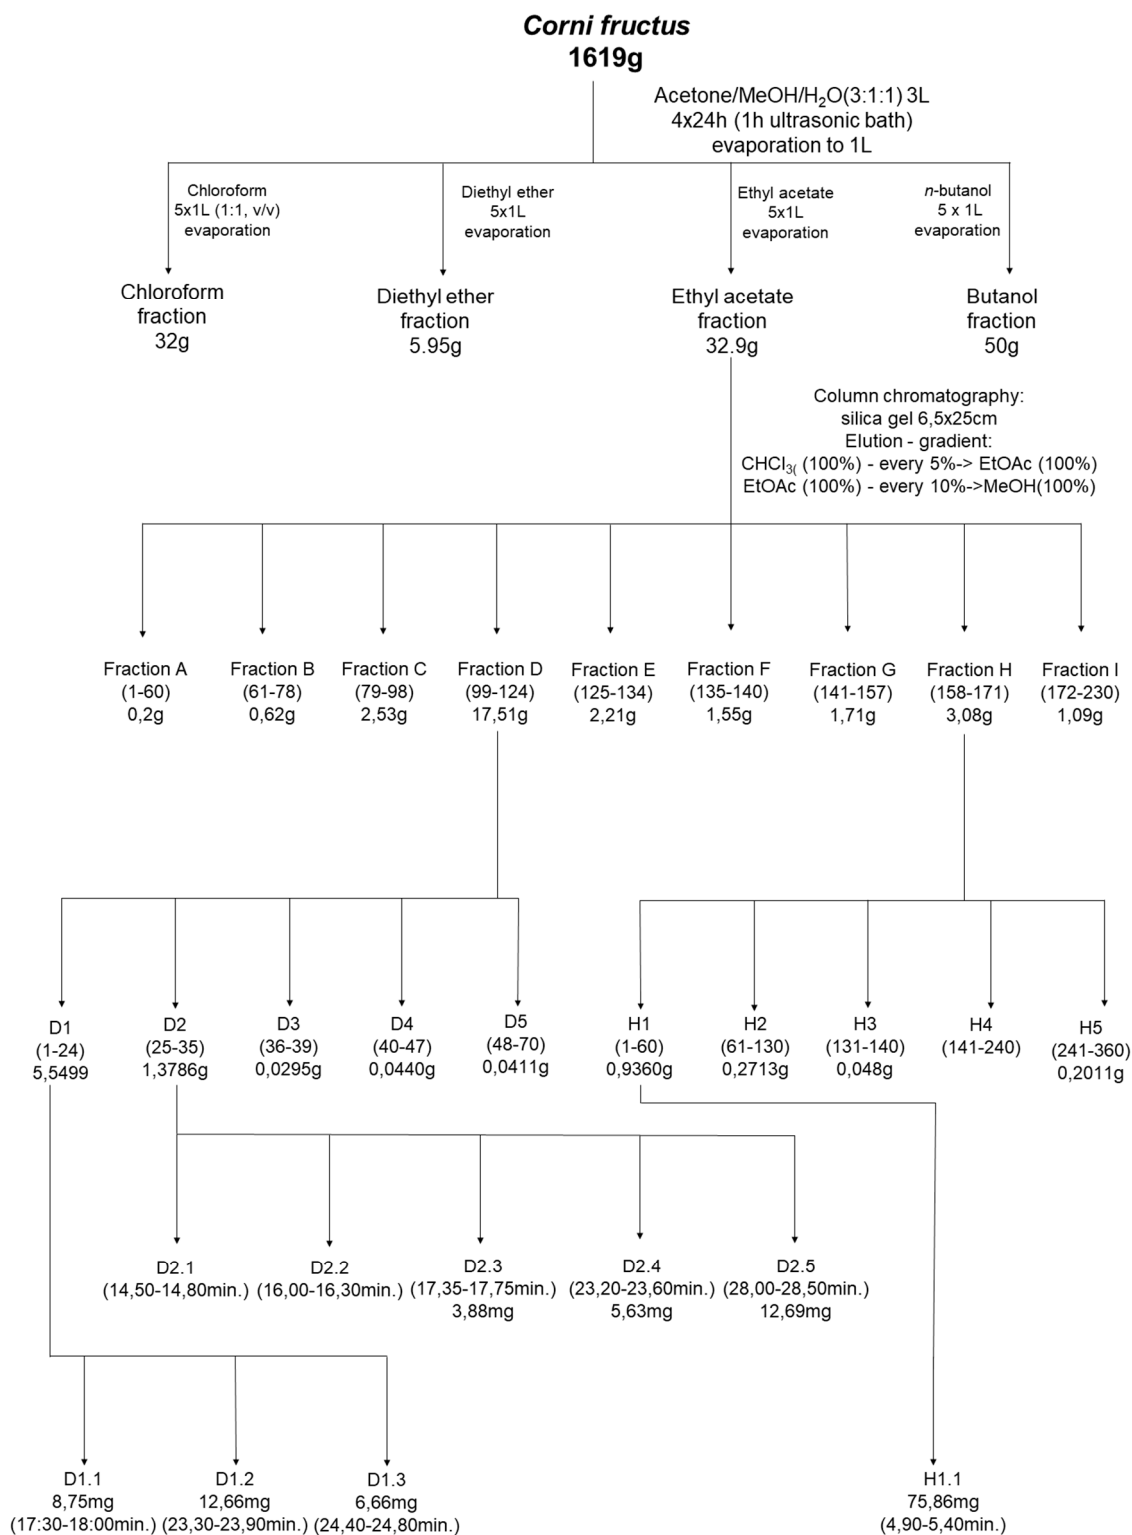 Corni fructus
1619g
Acetone/MeOH/H₂O(3:1:1) 3L
4x24h (1h ultrasonic bath)
evaporation to 1L
Chloroform
5x1L (1:1, v/v)
evaporation
Diethyl ether
5x1L
evaporation
Ethyl acetate
5x1L
evaporation
n-butanol
5 x 1L
evaporation
Chloroform
fraction
32g
Diethyl ether
fraction
5.95g
Ethyl acetate
fraction
32.9g
Butanol
fraction
50g
Column chromatography:
silica gel 6,5x25cm
Elution - gradient:
CHCl₃₍ (100%) - every 5%-> EtOAc (100%)
EtOAc (100%) - every 10%->MeOH(100%)
Fraction A
(1-60)
0,2g
Fraction B
(61-78)
0,62g
Fraction C
(79-98)
2,53g
Fraction D
(99-124)
17,51g
Fraction E
(125-134)
2,21g
Fraction F
(135-140)
1,55g
Fraction G
(141-157)
1,71g
Fraction H
(158-171)
3,08g
Fraction I
(172-230)
1,09g
D1
(1-24)
5,5499
D2
(25-35)
1,3786g
D3
(36-39)
0,0295g
D4
(40-47)
0,0440g
D5
(48-70)
0,0411g
H1
(1-60)
0,9360g
H2
(61-130)
0,2713g
H3
(131-140)
0,048g
H4
(141-240)
H5
(241-360)
0,2011g
D2.1
(14,50-14,80min.)
D2.2
(16,00-16,30min.)
D2.3
(17,35-17,75min.)
3,88mg
D2.4
(23,20-23,60min.)
5,63mg
D2.5
(28,00-28,50min.)
12,69mg
D1.1
8,75mg
(17:30-18:00min.)
D1.2
12,66mg
(23,30-23,90min.)
D1.3
6,66mg
(24,40-24,80min.)
H1.1
75,86mg
(4,90-5,40min.)